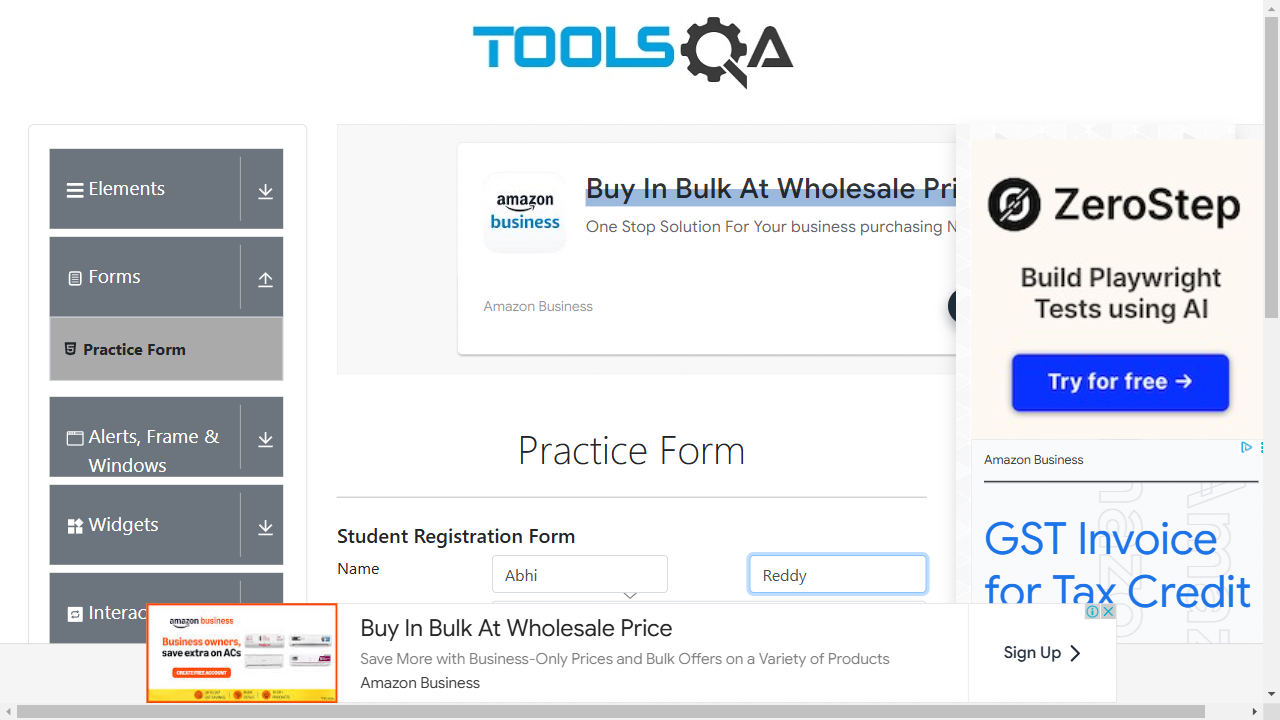 TOOLSQA
Elements
Forms
Practice Form
Alerts, Frame &
Windows
Widgets
Interac
amazon
business
Buy In Bulk At Wholesale Pri
One Stop Solution For Your business purchasing N
Amazon Business
ZeroStep
Build Playwright
Tests using AI
Try for free →
Amazon Business
GST Invoice
for Tax Credit
Practice Form
Student Registration Form
Name
Abhi
Reddy
amazon business
Business owners,
save extra on ACs
CREATE FREE ACCOUNT
Buy In Bulk At Wholesale Price
Save More with Business-Only Prices and Bulk Offers on a Variety of Produc
Amazon Business
Sign Up